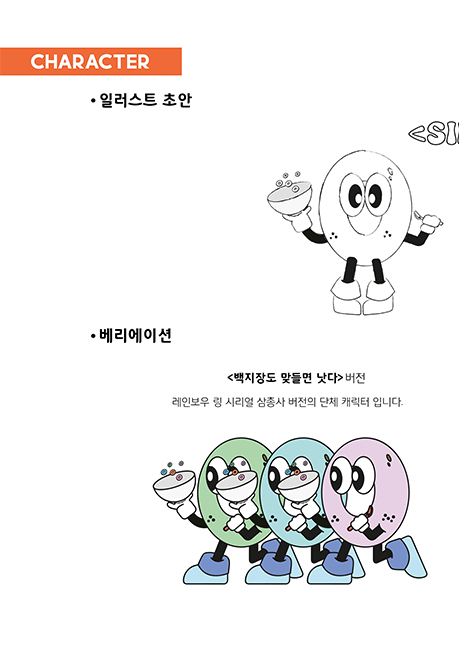 CHARACTER
• 일러스트 초안
<SI
• 베리에이션
<백지장도 맞들면 낫다> 버전
레인보우 링 시리얼 삼총사 버전의 단체 캐릭터 입니다.